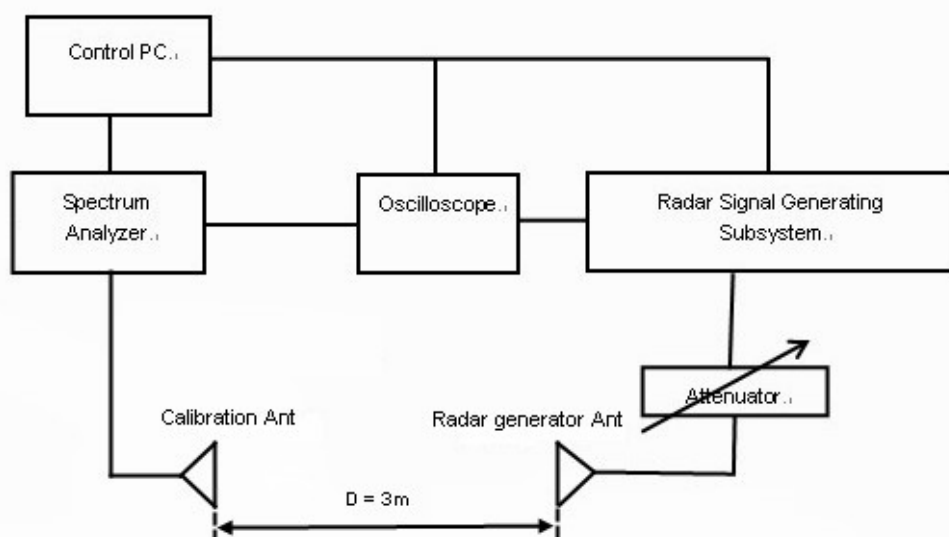 Control PC.
Spectrum
Analyzer.
Oscilloscope.
Radar Signal Generating
Subsystem.
Attenuator.
Calibration Ant
Radar generator Ant
D = 3m